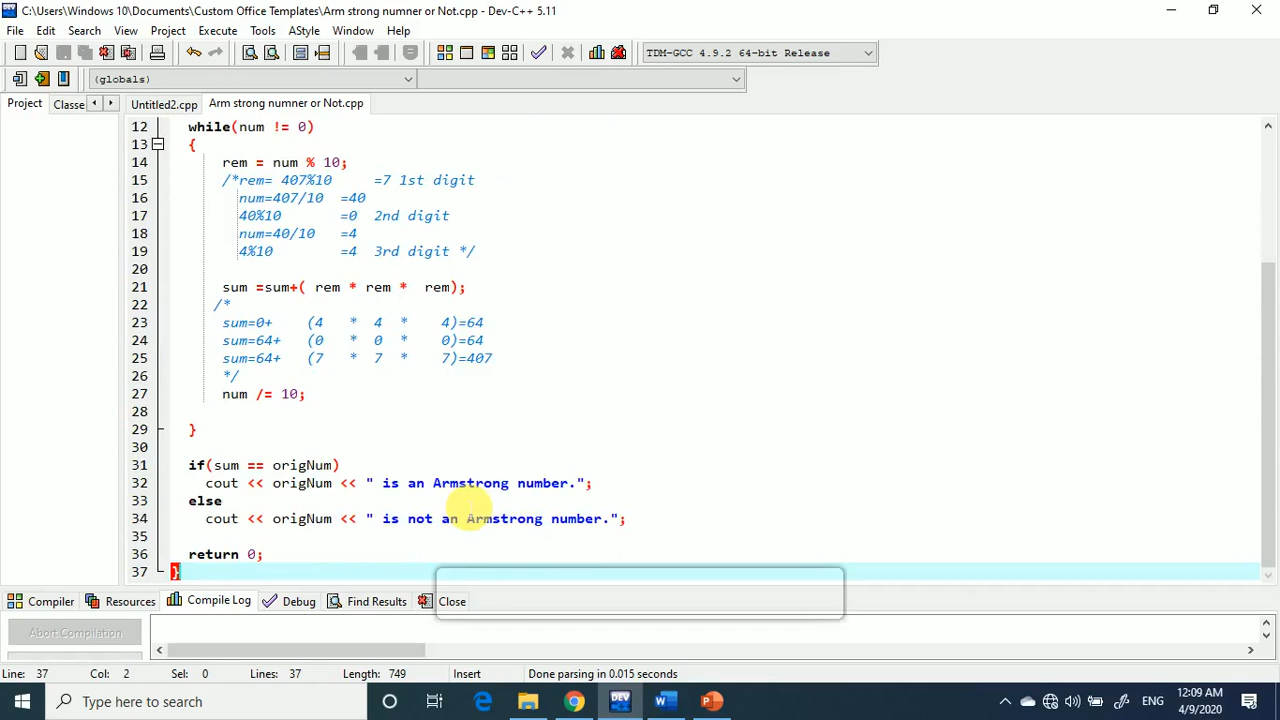 C:\Users\Windows 10\Documents\Custom Office Templates\Arm strong numner or Not.cpp - Dev-C++ 5.11
File Edit Search View Project Execute Tools AStyle Window Help
TDM-GCC 4.9.2 64-bit Release
(globals)
Project Classe Untitled2.cpp Arm strong numner or Not.cpp
12 while(num != 0)
13 {
14 rem = num % 10;
15 /*rem= 407%10 =7 1st digit
16 num=407/10 =40
17 40%10 =0 2nd digit
18 num=40/10 =4
19 4%10 =4 3rd digit */
20
21 sum =sum+( rem * rem * rem);
22 /*
23 sum=0+ (4 * 4 * 4)=64
24 sum=64+ (0 * 0 * 0)=64
25 sum=64+ (7 * 7 * 7)=407
26 */
27 num /= 10;
28
29 }
30
31 if(sum == origNum)
32 cout << origNum << " is an Armstrong number.";
33 else
34 cout << origNum << " is not an Armstrong number.";
35
36 return 0;
37 }
Compiler Resources Compile Log Debug Find Results Close
Abort Compilation
Line: 37 Col: 2 Sel: 0 Lines: 37 Length: 749 Insert Done parsing in 0.015 seconds
Type here to search
DEV
ENG
12:09 AM
4/9/2020